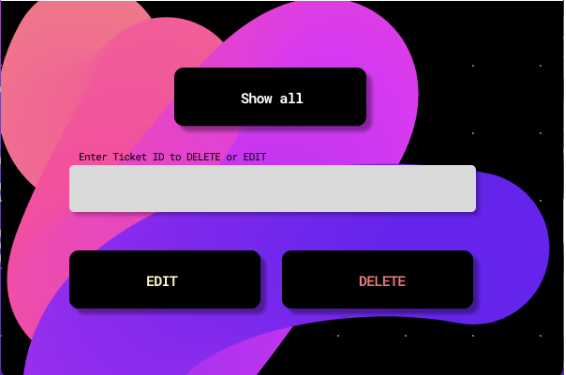 Show all
Enter Ticket ID to DELETE or EDIT
EDIT
DELETE